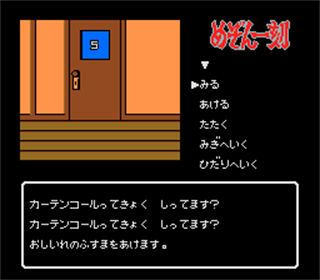 5
めぞん一刻
▼
▶みる
あける
たたく
みぎへいく
ひだりへいく
カーテンコールってきょく しってます?
カーテンコールってきょく しってます?
おしいれのふすまをあけます。